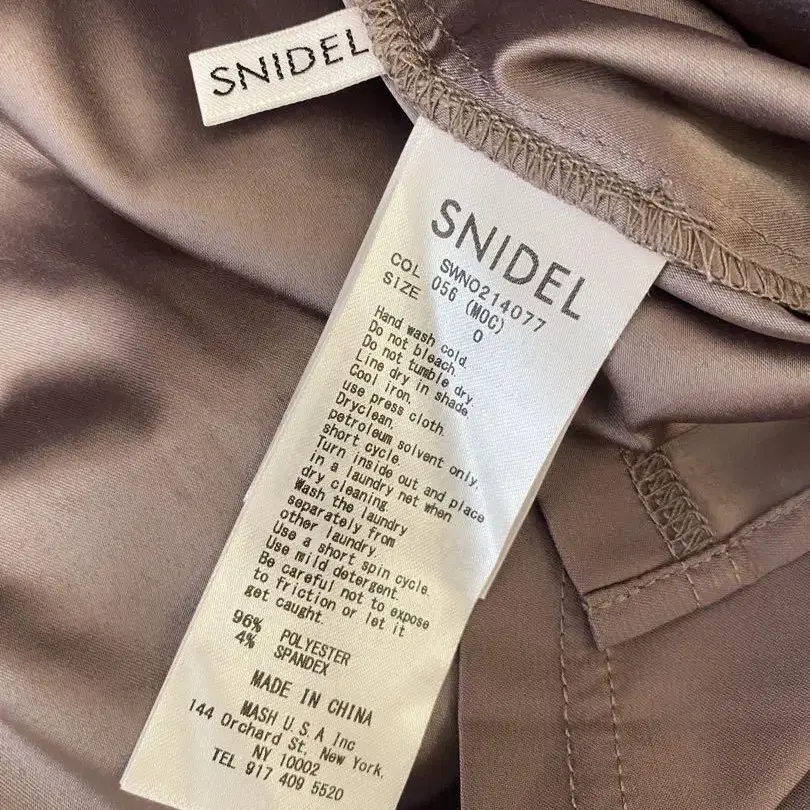 SNIDEL
SNIDEL
SWNO214077
COL 056 (MOC)
SIZE 0
Hand wash cold.
Do not bleach.
Do not tumble dry.
Line dry in shade.
Cool iron,
use press cloth.
Dryclean,
petroleum solvent only,
short cycle.
Turn inside out and place
in a laundry net when
dry cleaning.
Wash the laundry
separately from
other laundry.
Use a short spin cycle.
Use mild detergent.
Be careful not to expose
to friction or let it
get caught.
96% POLYESTER
4% SPANDEX
MADE IN CHINA
MASH U.S.A Inc
144 Orchard St, New York,
NY 10002
TEL 917 409 5520